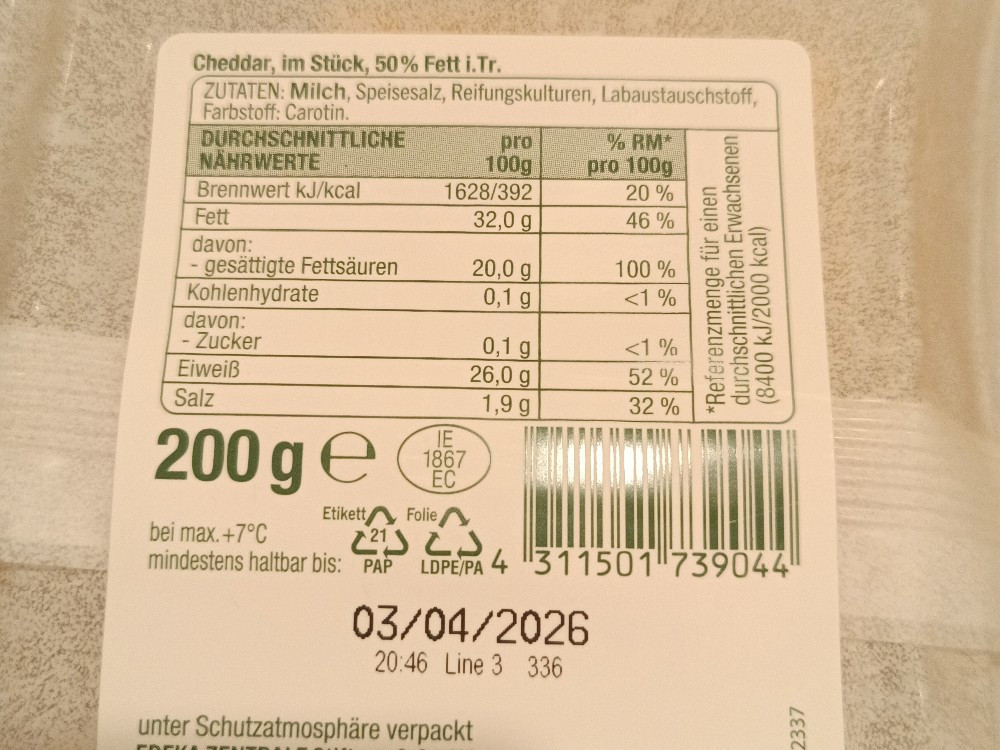 Cheddar, im Stück, 50% Fett i.Tr.
ZUTATEN: Milch, Speisesalz, Reifungskulturen, Labaustauschstoff,
Farbstoff: Carotin.
DURCHSCHNITTLICHE NÄHRWERTE pro 100g % RM* pro 100g
Brennwert kJ/kcal 1628/392 20 %
Fett 32,0 g 46 %
davon:
- gesättigte Fettsäuren 20,0 g 100 %
Kohlenhydrate 0,1 g <1 %
davon:
- Zucker 0,1 g <1 %
Eiweiß 26,0 g 52 %
Salz 1,9 g 32 %
*Referenzmenge für einen
durchschnittlichen Erwachsenen
(8400 kJ/2000 kcal)
200 g e
IE
1867
EC
bei max. +7°C
mindestens haltbar bis:
Etikett
21
PAP
Folie
LDPE/PA
4 311501 739044
03/04/2026
20:46 Line 3 336
unter Schutzatmosphäre verpackt
EDEKA ZENTRALE
2337